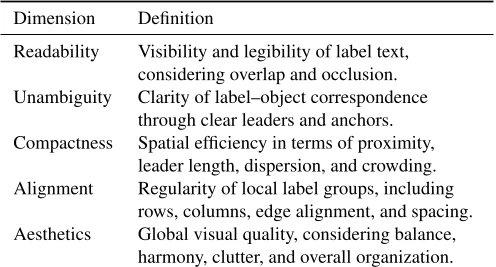 Dimension Definition
Readability Visibility and legibility of label text,
considering overlap and occlusion.
Unambiguity Clarity of label–object correspondence
through clear leaders and anchors.
Compactness Spatial efficiency in terms of proximity,
leader length, dispersion, and crowding.
Alignment Regularity of local label groups, including
rows, columns, edge alignment, and spacing.
Aesthetics Global visual quality, considering balance,
harmony, clutter, and overall organization.